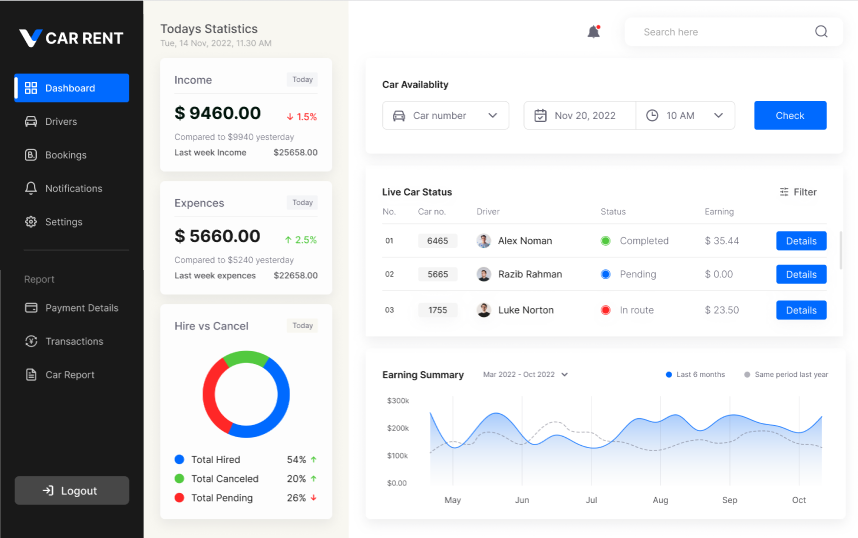 CAR RENT
Dashboard
Drivers
Bookings
Notifications
Settings
Report
Payment Details
Transactions
Car Report
Logout
Todays Statistics
Tue, 14 Nov, 2022, 11.30 AM
Income Today
$ 9460.00 1.5%
Compared to $9940 yesterday
Last week Income $25658.00
Expences Today
$ 5660.00 2.5%
Compared to $5240 yesterday
Last week expences $22658.00
Hire vs Cancel Today
Total Hired 54%
Total Canceled 20%
Total Pending 26%
Search here
Car Availablity
Car number Nov 20, 2022 10 AM Check
Live Car Status Filter
No. Car no. Driver Status Earning
01 6465 Alex Noman Completed $ 35.44 Details
02 5665 Razib Rahman Pending $ 0.00 Details
03 1755 Luke Norton In route $ 23.50 Details
Earning Summary Mar 2022 - Oct 2022 Last 6 months Same period last year
$300k
$200k
$100k
$0.00
May Jun Jul Aug Sep Oct